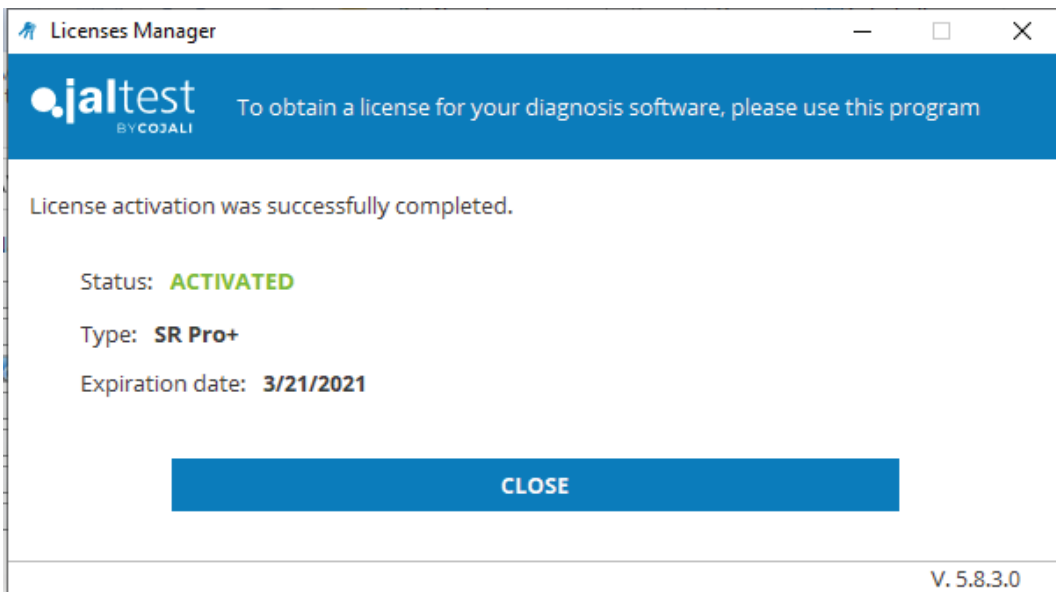 Licenses Manager
jaltest
BY COJALI
To obtain a license for your diagnosis software, please use this program
License activation was successfully completed.
Status: ACTIVATED
Type: SR Pro+
Expiration date: 3/21/2021
CLOSE
V. 5.8.3.0